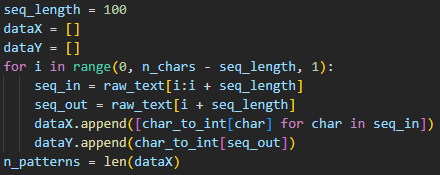 seq_length = 100
dataX = []
dataY = []
for i in range(0, n_chars - seq_length, 1):
    seq_in = raw_text[i:i + seq_length]
    seq_out = raw_text[i + seq_length]
    dataX.append([char_to_int[char] for char in seq_in])
    dataY.append(char_to_int[seq_out])
n_patterns = len(dataX)